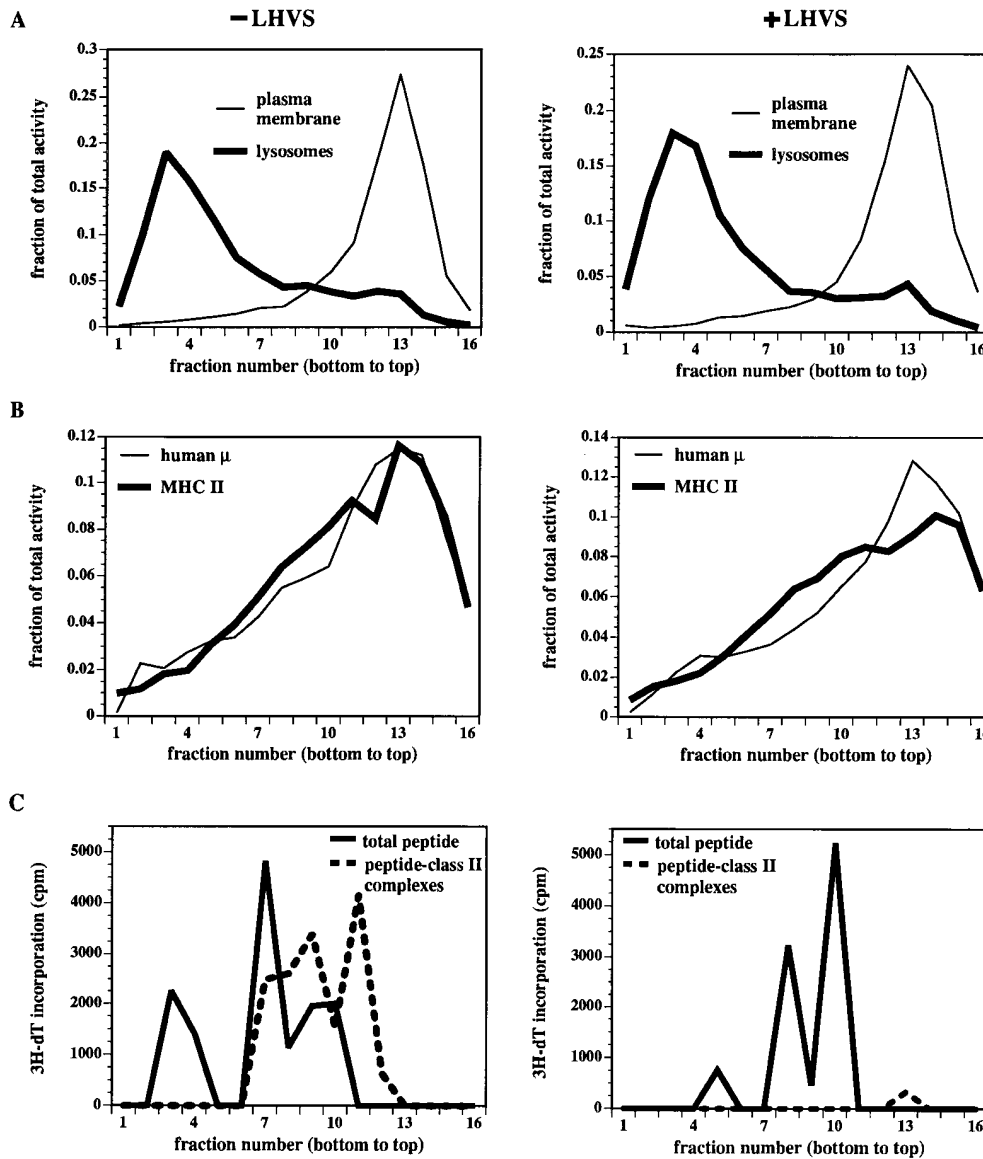 A
− LHVS
+ LHVS
0.3
0.25
0.2
0.15
0.1
0.05
0
fraction of total activity
plasma
membrane
lysosomes
1 4 7 10 13 16
fraction number (bottom to top)
0.25
0.2
0.15
0.1
0.05
0
fraction of total activity
plasma
membrane
lysosomes
1 4 7 10 13 16
fraction number (bottom to top)
B
0.12
0.1
0.08
0.06
0.04
0.02
0
fraction of total activity
human μ
MHC II
1 4 7 10 13 16
fraction number (bottom to top)
0.14
0.12
0.1
0.08
0.06
0.04
0.02
0
fraction of total activity
human μ
MHC II
1 4 7 10 13 16
fraction number (bottom to top)
C
5000
4000
3000
2000
1000
0
3H-dT incorporation (cpm)
total peptide
peptide-class II
complexes
1 4 7 10 13 16
fraction number (bottom to top)
5000
4000
3000
2000
1000
0
3H-dT incorporation (cpm)
total peptide
peptide-class II
complexes
1 4 7 10 13 16
fraction number (bottom to top)